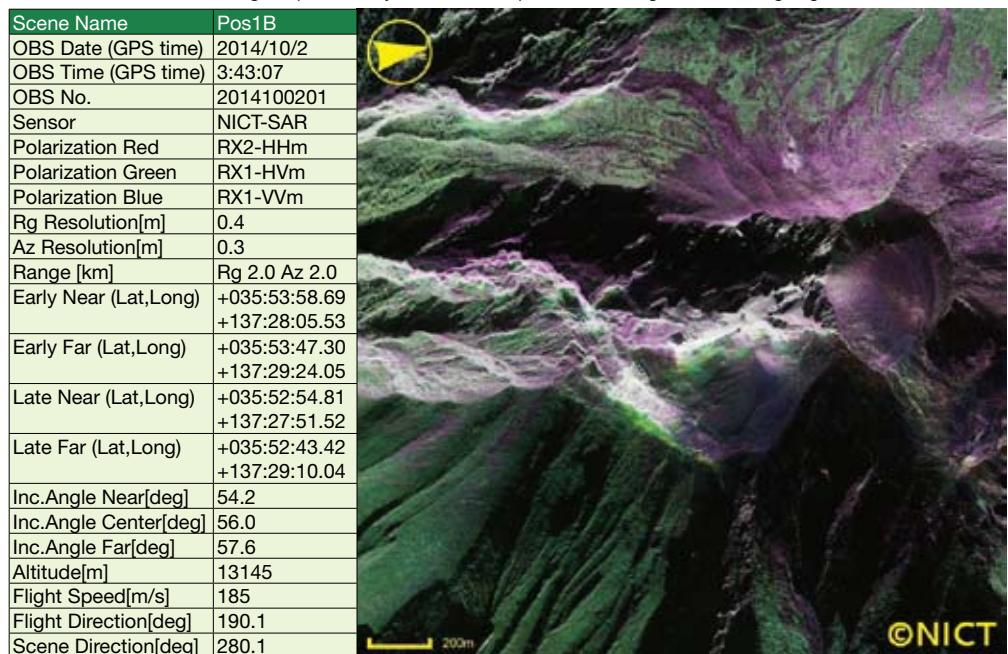 Scene Name Pos1B
OBS Date (GPS time) 2014/10/2
OBS Time (GPS time) 3:43:07
OBS No. 2014100201
Sensor NICT-SAR
Polarization Red RX2-HHm
Polarization Green RX1-HVm
Polarization Blue RX1-VVm
Rg Resolution[m] 0.4
Az Resolution[m] 0.3
Range [km] Rg 2.0 Az 2.0
Early Near (Lat,Long) +035:53:58.69
+137:28:05.53
Early Far (Lat,Long) +035:53:47.30
+137:29:24.05
Late Near (Lat,Long) +035:52:54.81
+137:27:51.52
Late Far (Lat,Long) +035:52:43.42
+137:29:10.04
Inc.Angle Near[deg] 54.2
Inc.Angle Center[deg] 56.0
Inc.Angle Far[deg] 57.6
Altitude[m] 13145
Flight Speed[m/s] 185
Flight Direction[deg] 190.1
Scene Direction[deg] 280.1
200m
©NICT